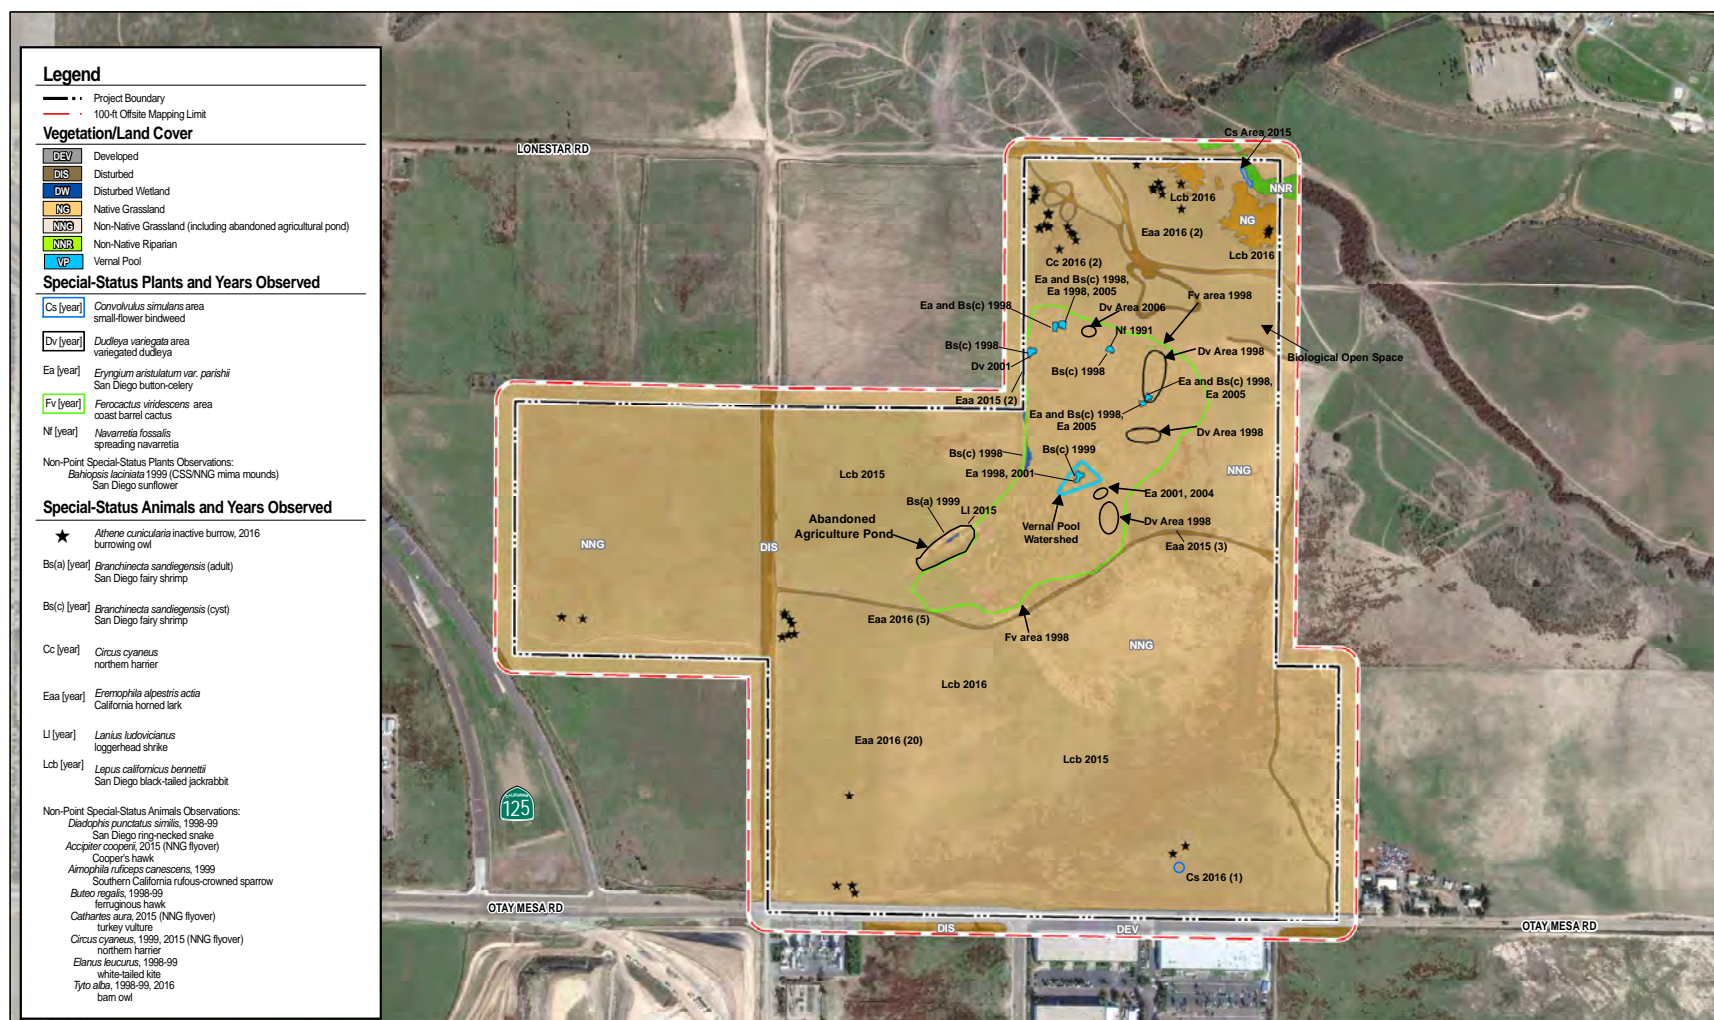 Legend
Project Boundary
100-ft Offsite Mapping Limit
Vegetation/Land Cover
DEV Developed
DIS Disturbed
DW Disturbed Wetland
NG Native Grassland
NNG Non-Native Grassland (including abandoned agricultural pond)
NNR Non-Native Riparian
VP Vernal Pool
Special-Status Plants and Years Observed
Cs [year] Convolvulus simulans area
small-flower bindweed
Dv [year] Dudleya variegata area
variegated dudleya
Ea [year] Eryngium aristulatum var. parishii
San Diego button-celery
Fv [year] Ferocactus viridescens area
coast barrel cactus
Nf [year] Navarretia fossalis
spreading navarretia
Non-Point Special-Status Plants Observations:
Bahiopsis laciniata 1999 (CSS/NNG mima mounds)
San Diego sunflower
Special-Status Animals and Years Observed
Athene cunicularia inactive burrow, 2016
burrowing owl
Bs(a) [year] Branchinecta sandiegensis (adult)
San Diego fairy shrimp
Bs(c) [year] Branchinecta sandiegensis (cyst)
San Diego fairy shrimp
Cc [year] Circus cyaneus
northern harrier
Eaa [year] Eremophila alpestris actia
California horned lark
Ll [year] Lanius ludovicianus
loggerhead shrike
Lcb [year] Lepus californicus bennettii
San Diego black-tailed jackrabbit
Non-Point Special-Status Animals Observations:
Diadophis punctatus similis, 1998-99
San Diego ring-necked snake
Accipiter cooperii, 2015 (NNG flyover)
Cooper's hawk
Aimophila ruficeps canescens, 1999
Southern California rufous-crowned sparrow
Buteo regalis, 1998-99
ferruginous hawk
Cathartes aura, 2015 (NNG flyover)
turkey vulture
Circus cyaneus, 1999, 2015 (NNG flyover)
northern harrier
Elanus leucurus, 1998-99
white-tailed kite
Tyto alba, 1998-99, 2016
barn owl
LONESTAR RD
Cs Area 2015
NNR
Lcb 2016
NG
Eaa 2016 (2)
Lcb 2016
Cc 2016 (2)
Ea and Bs(c) 1998,
Ea 1998, 2005
Fv area 1998
Ea and Bs(c) 1998
Dv Area 2006
Nf 1991
Bs(c) 1998
Dv 2001
Bs(c) 1998
Dv Area 1998
Biological Open Space
Ea and Bs(c) 1998,
Ea 2005
Eaa 2015 (2)
Ea and Bs(c) 1998,
Ea 2005
Dv Area 1998
Bs(c) 1998
Bs(c) 1999
Ea 1998, 2001
NNG
Lcb 2015
Ea 2001, 2004
Bs(a) 1999
Ll 2015
Abandoned
Agriculture Pond
Vernal Pool
Watershed
Dv Area 1998
NNG
DIS
Eaa 2015 (3)
Eaa 2016 (5)
Fv area 1998
NNG
Lcb 2016
Eaa 2016 (20)
Lcb 2015
CALIFORNIA
125
Cs 2016 (1)
OTAY MESA RD
DIS
DEV
OTAY MESA RD